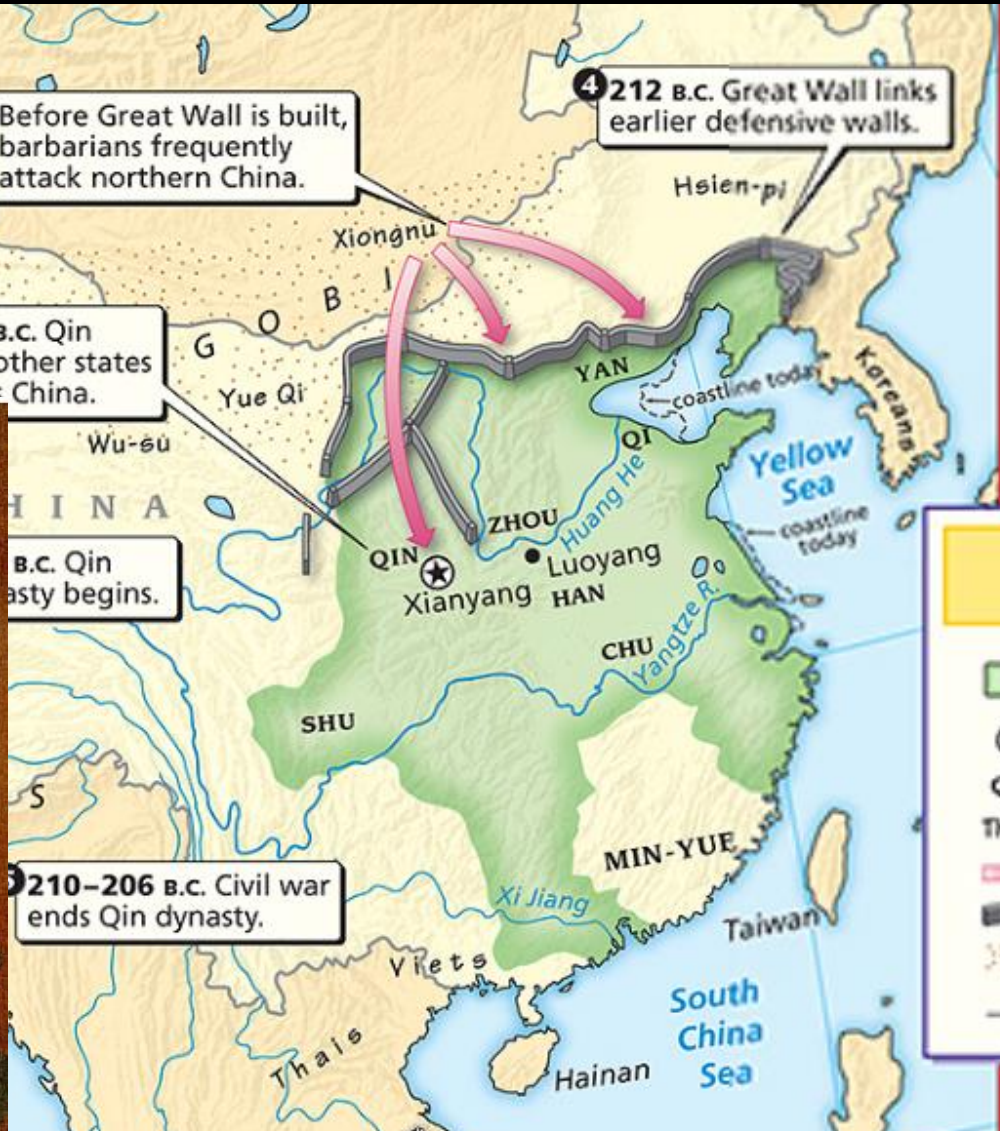 4 212 B.C. Great Wall links
earlier defensive walls.
Before Great Wall is built,
barbarians frequently
attack northern China.
Hsien-pi
Xiongnu
GOBI
B.C. Qin
other states
China.
YAN
coastline today
Koreans
Yue Qi
Wu-su
QI
Yellow
Sea
HINA
Huang He
coastline
today
ZHOU
B.C. Qin
asty begins.
QIN
Luoyang
Xianyang
HAN
CHU
Yangtze R.
SHU
S
MIN-YUE
210–206 B.C. Civil war
ends Qin dynasty.
Xi Jiang
Taiwan
Viets
South
China
Sea
Thais
Hainan